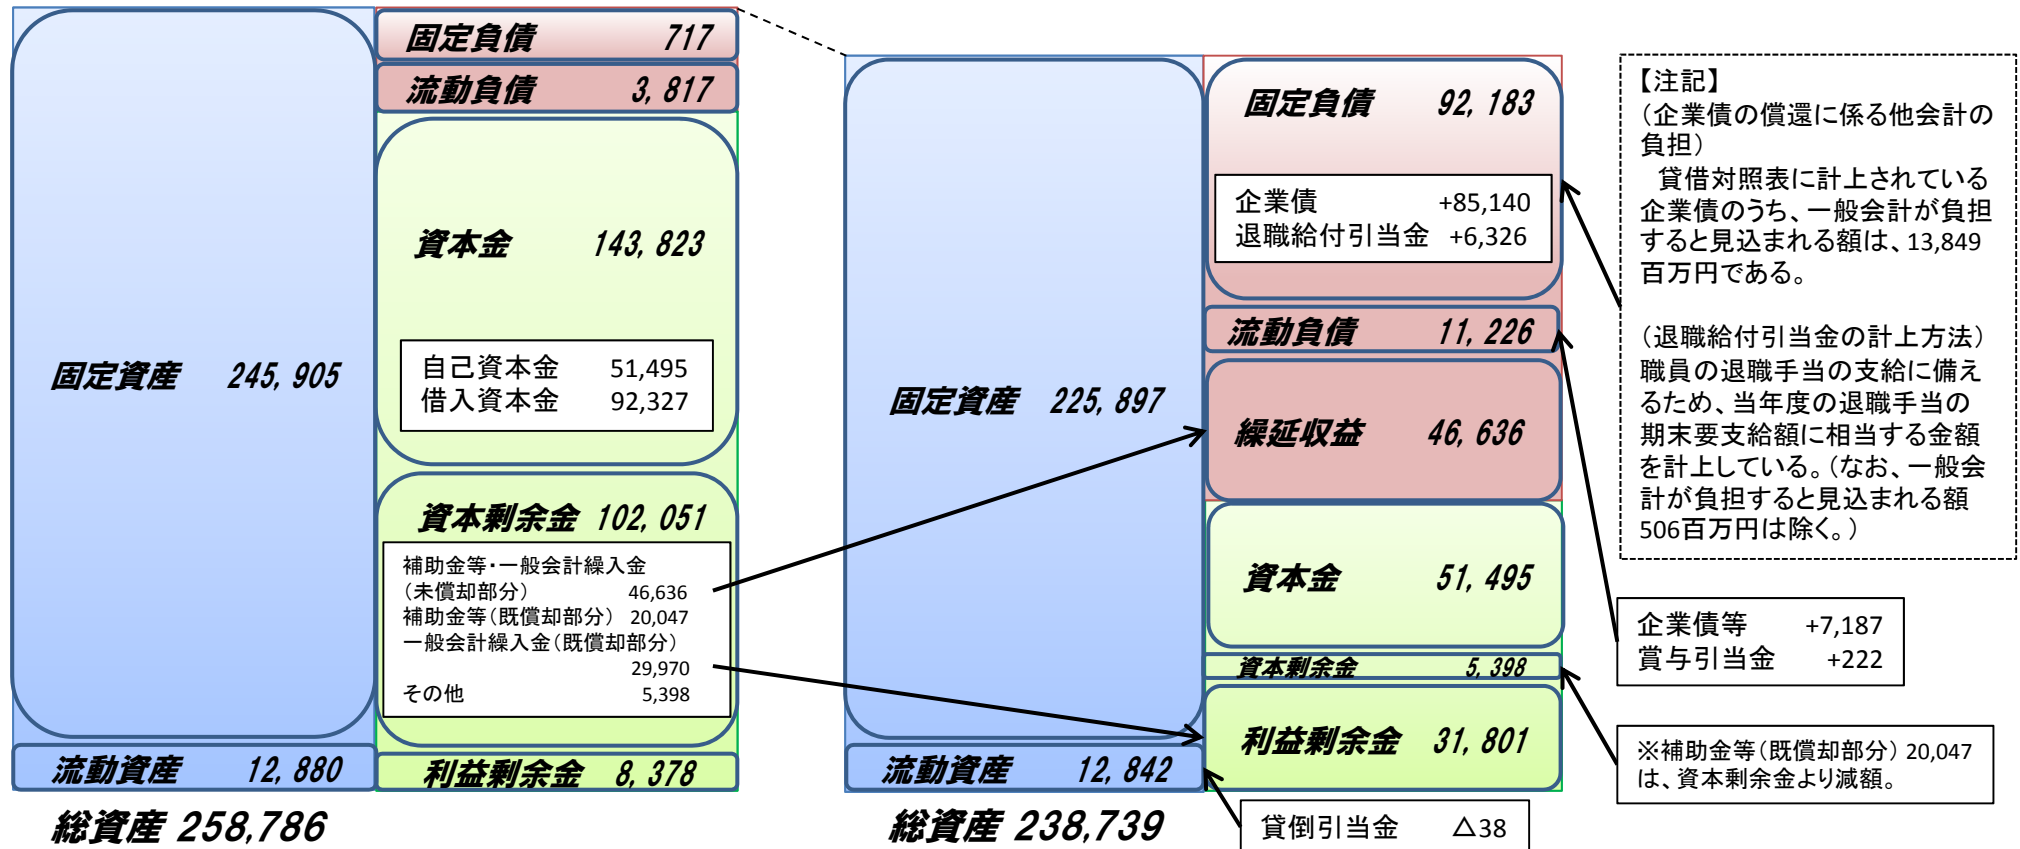 固定負債 717
流動負債 3,817
資本金 143,823
自己資本金 51,495
借入資本金 92,327
固定資産 245,905
資本剰余金 102,051
補助金等・一般会計繰入金
(未償却部分) 46,636
補助金等(既償却部分) 20,047
一般会計繰入金(既償却部分)
29,970
その他 5,398
流動資産 12,880
利益剰余金 8,378
総資産 258,786
固定負債 92,183
企業債 +85,140
退職給付引当金 +6,326
流動負債 11,226
固定資産 225,897
繰延収益 46,636
資本金 51,495
資本剰余金 5,398
利益剰余金 31,801
流動資産 12,842
総資産 238,739
貸倒引当金 △38
【注記】
(企業債の償還に係る他会計の
負担)
貸借対照表に計上されている
企業債のうち、一般会計が負担
すると見込まれる額は、13,849
百万円である。
(退職給付引当金の計上方法)
職員の退職手当の支給に備え
るため、当年度の退職手当の
期末要支給額に相当する金額
を計上している。(なお、一般会
計が負担すると見込まれる額
506百万円は除く。)
企業債等 +7,187
賞与引当金 +222
※補助金等(既償却部分) 20,047
は、資本剰余金より減額。